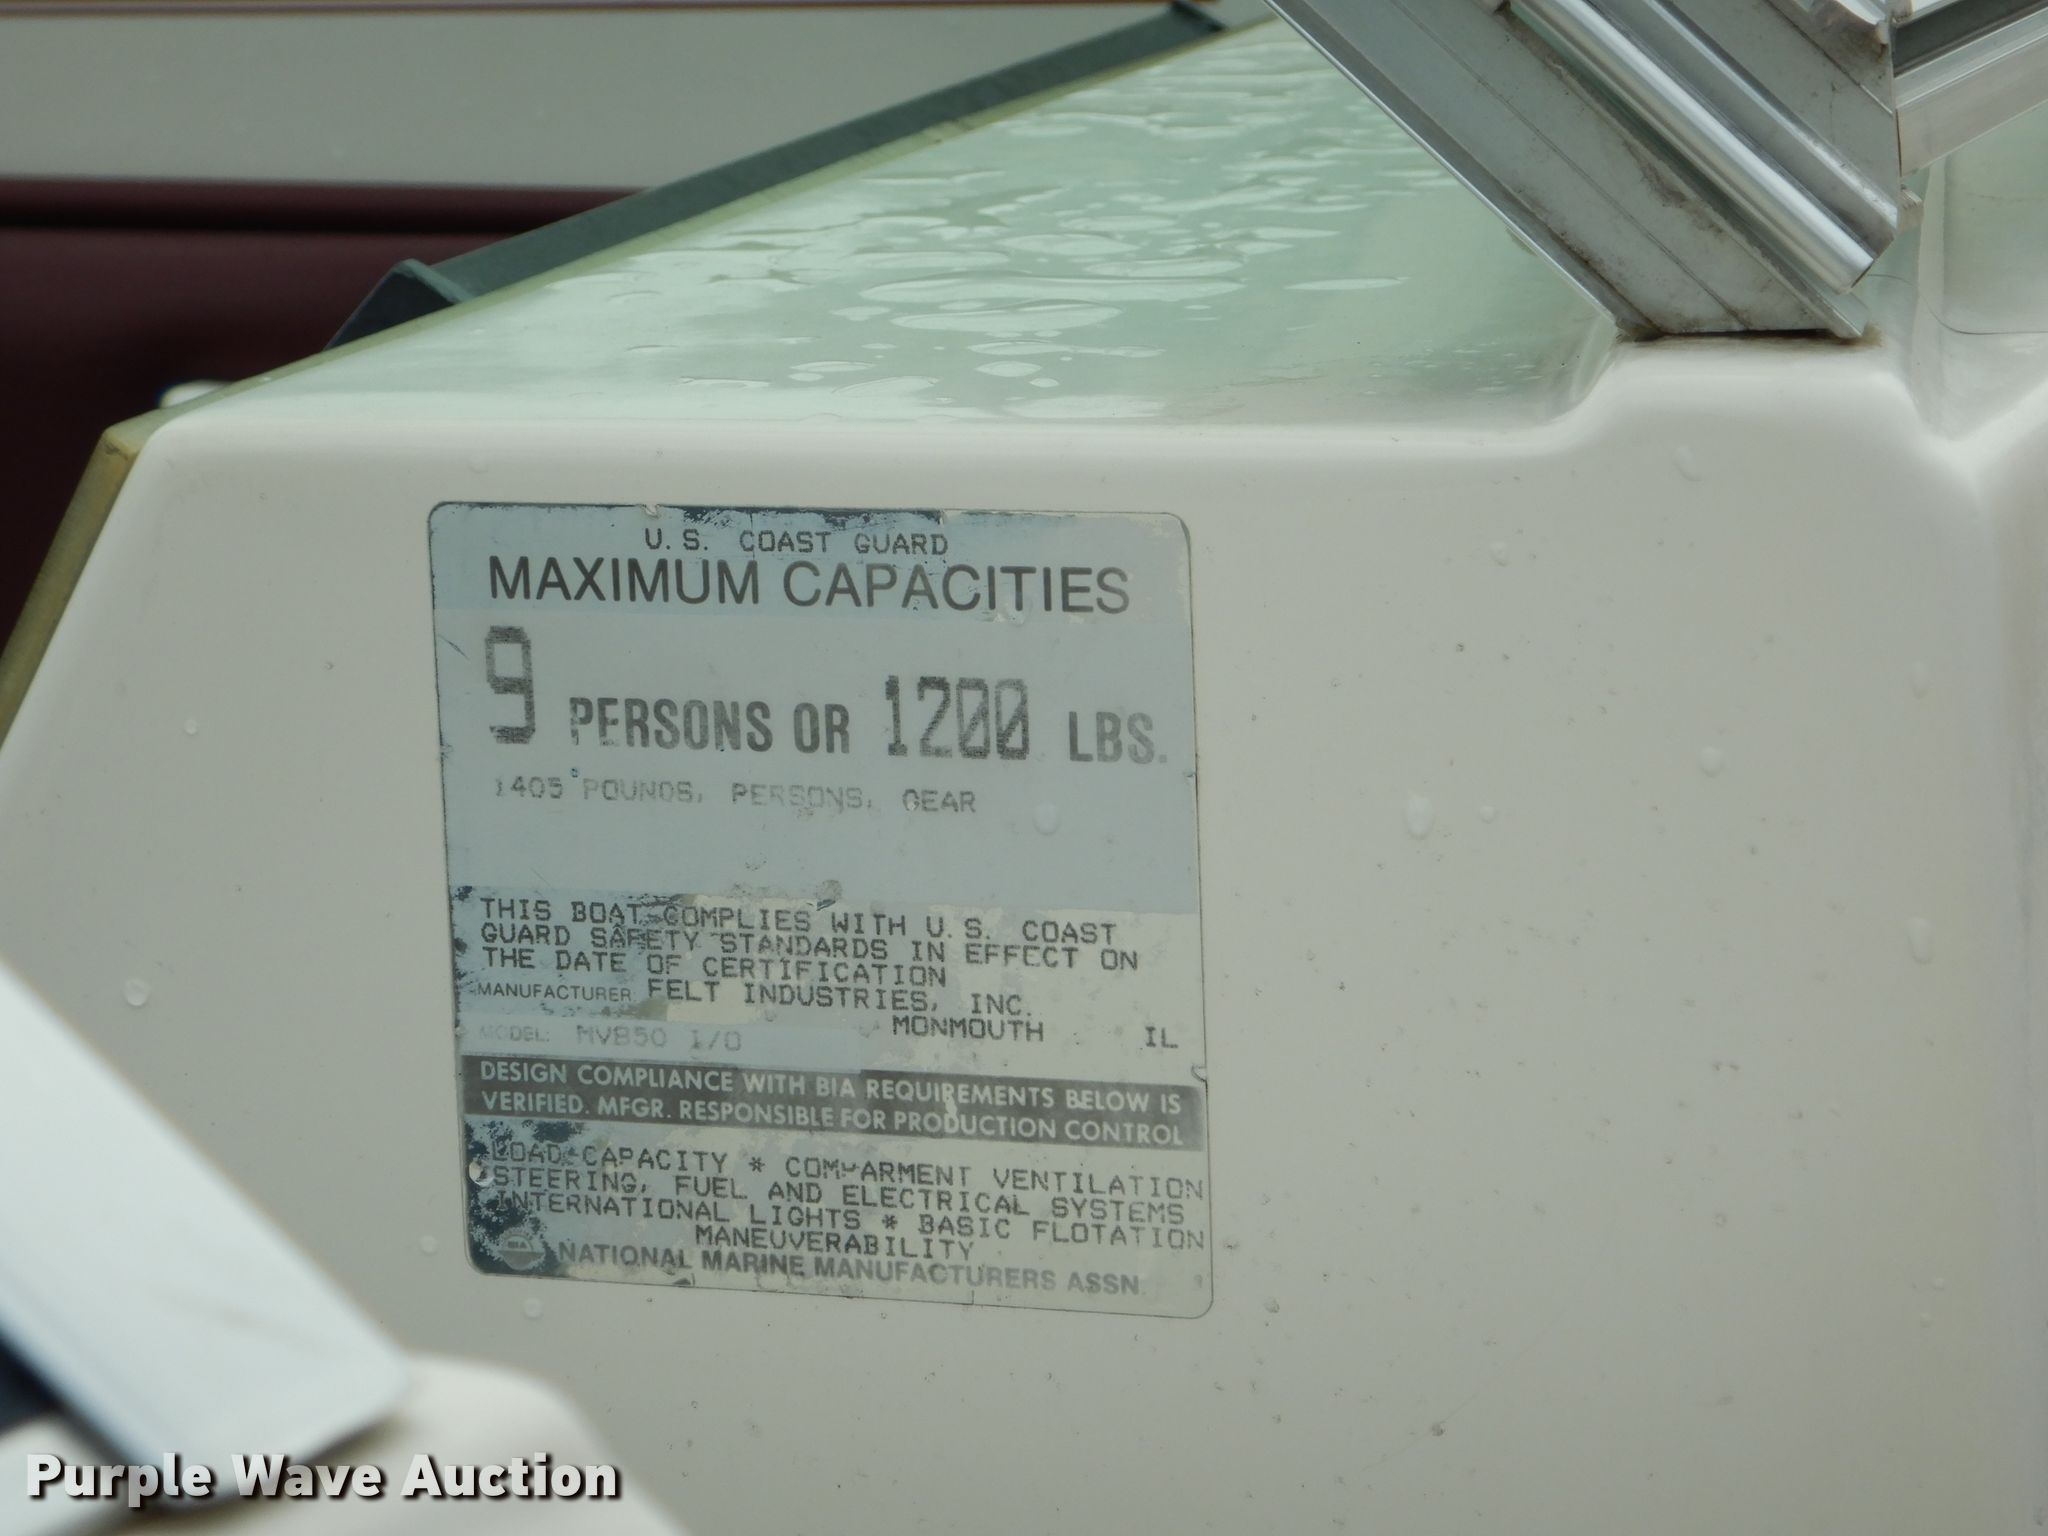 U.S. COAST GUARD
MAXIMUM CAPACITIES
9 PERSONS OR 1200 LBS.
1405 POUNDS, PERSONS, GEAR
THIS BOAT COMPLIES WITH U.S. COAST
GUARD SAFETY STANDARDS IN EFFECT ON
THE DATE OF CERTIFICATION
MANUFACTURER: FELT INDUSTRIES, INC.
MONMOUTH IL
MODEL: MV850 I/O
DESIGN COMPLIANCE WITH BIA REQUIREMENTS BELOW IS
VERIFIED. MFGR. RESPONSIBLE FOR PRODUCTION CONTROL
LOAD CAPACITY * COMPARMENT VENTILATION
STEERING, FUEL AND ELECTRICAL SYSTEMS
INTERNATIONAL LIGHTS * BASIC FLOTATION
MANEUVERABILITY
BIA NATIONAL MARINE MANUFACTURERS ASSN.
Purple Wave Auction